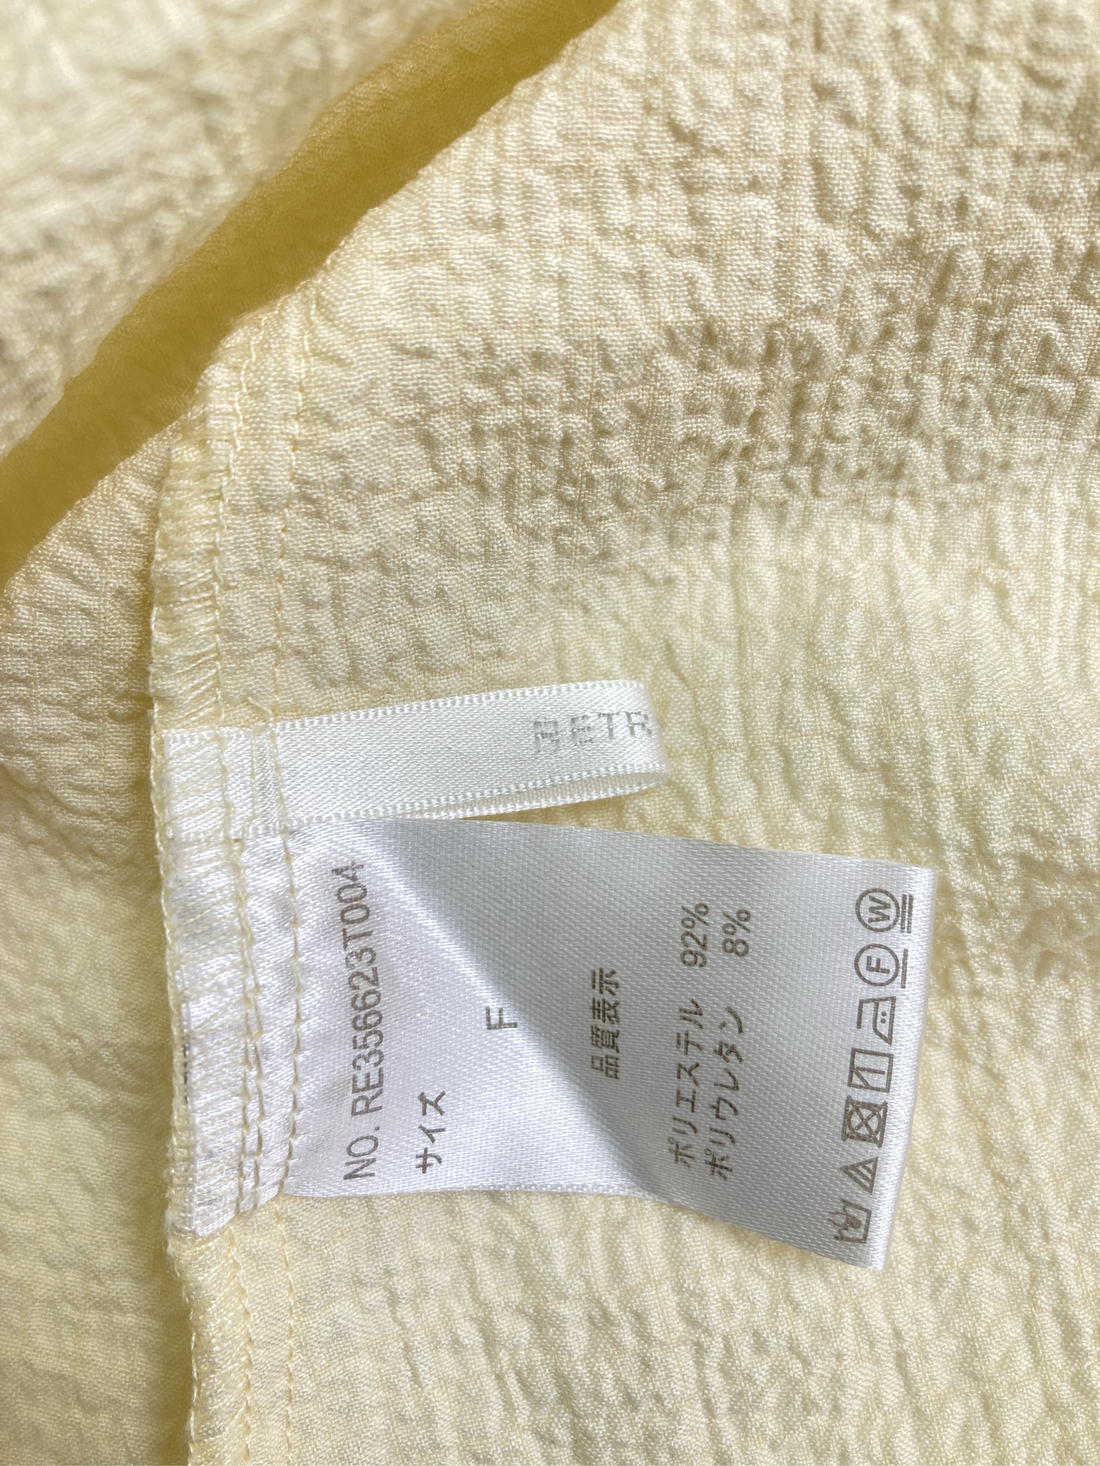 RETR
NO. RE356623T004
サイズ
F
品質表示
ポリエステル 92%
ポリウレタン 8%
F
W